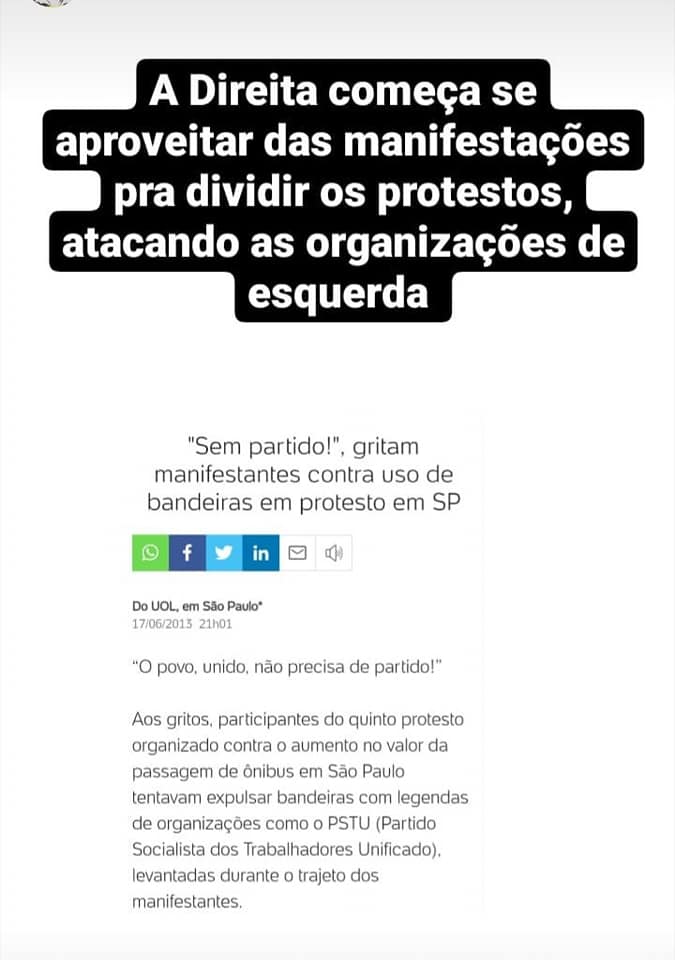 A Direita começa se
aproveitar das manifestações
pra dividir os protestos,
atacando as organizações de
esquerda
"Sem partido!", gritam
manifestantes contra uso de
bandeiras em protesto em SP
Do UOL, em São Paulo*
17/06/2013 21h01
“O povo, unido, não precisa de partido!”
Aos gritos, participantes do quinto protesto
organizado contra o aumento no valor da
passagem de ônibus em São Paulo
tentavam expulsar bandeiras com legendas
de organizações como o PSTU (Partido
Socialista dos Trabalhadores Unificado),
levantadas durante o trajeto dos
manifestantes.